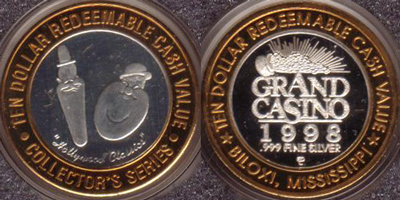 TEN DOLLAR REDEEMABLE CASH VALUE
"Hollywood Classics"
COLLECTOR'S SERIES
TEN DOLLAR REDEEMABLE CASH VALUE
GRAND
CASINO
1998
.999 FINE SILVER
BILOXI, MISSISSIPPI